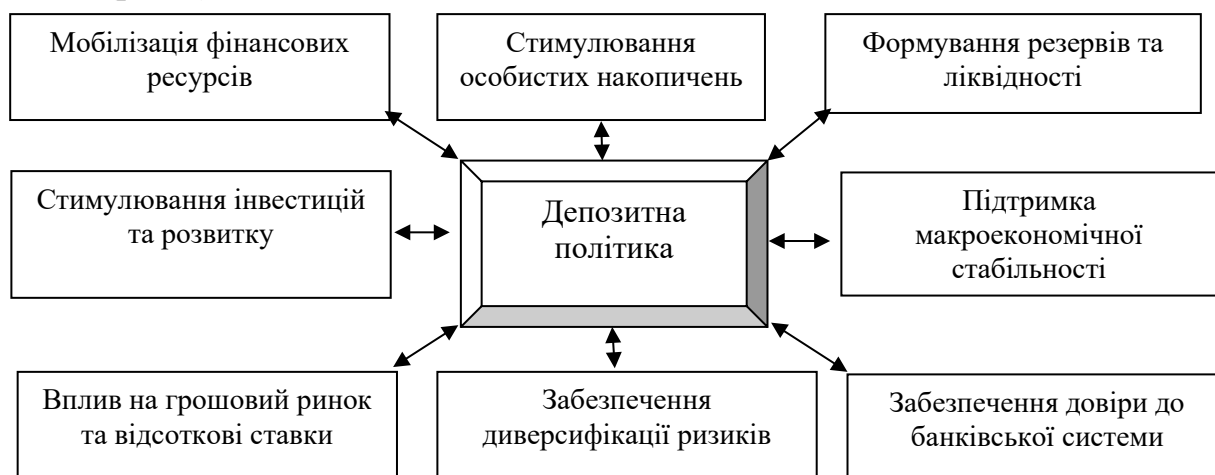 Мобілізація фінансових
ресурсів
Стимулювання
особистих накопичень
Формування резервів та
ліквідності
Стимулювання інвестицій
та розвитку
Депозитна
політика
Підтримка
макроекономічної
стабільності
Вплив на грошовий ринок
та відсоткові ставки
Забезпечення
диверсифікації ризиків
Забезпечення довіри до
банківської системи